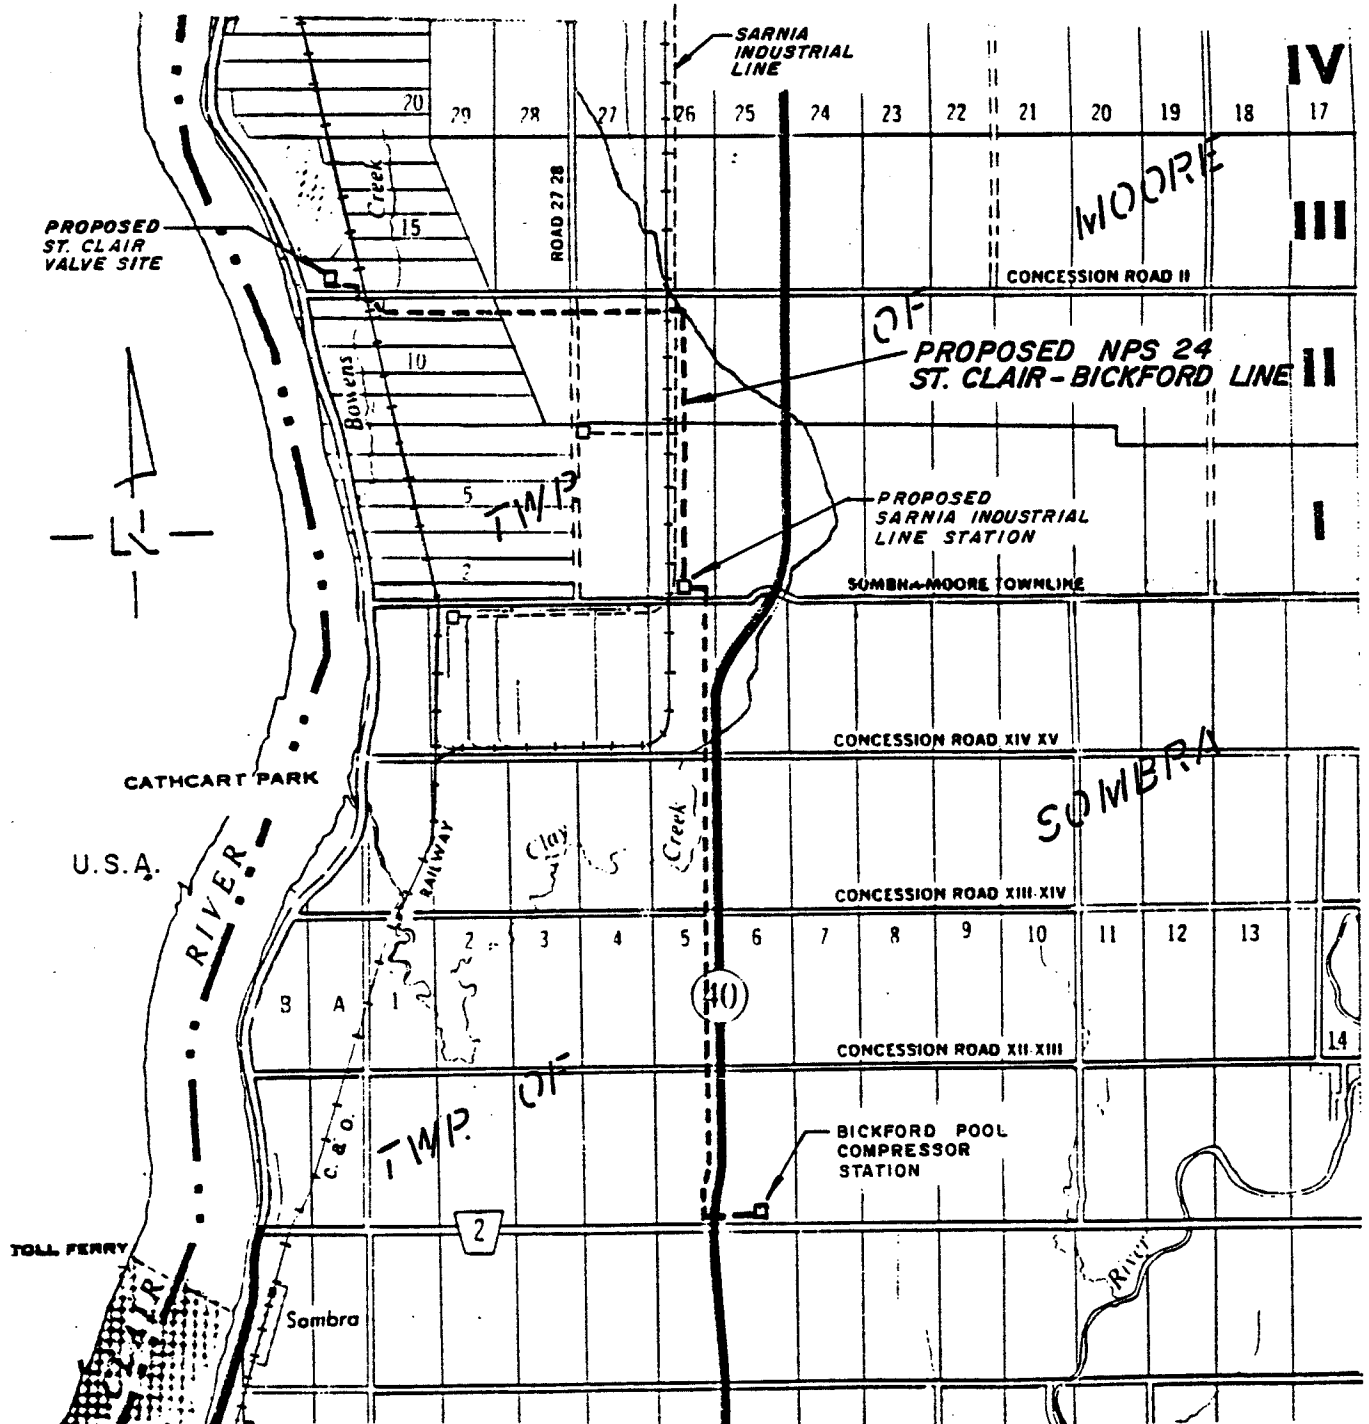 SARNIA
INDUSTRIAL
LINE
IV
20
29
28
27
26
25
24
23
22
21
20
19
18
17
MOORE
ROAD 27 28
Creek
15
III
PROPOSED
ST. CLAIR
VALVE SITE
CONCESSION ROAD II
OF
PROPOSED NPS 24
ST. CLAIR - BICKFORD LINE
II
10
Bowens
5
TWP
PROPOSED
SARNIA INDUSTRIAL
LINE STATION
I
2
SOMBRA-MOORE TOWNLINE
CONCESSION ROAD XIV XV
SOMBRA
CATHCART PARK
U.S.A.
RIVER
RAILWAY
Clay
Creek
CONCESSION ROAD XIII-XIV
2
3
4
5
6
7
8
9
10
11
12
13
B
A
1
40
14
CONCESSION ROAD XII-XIII
OF
TWP.
C. & O.
BICKFORD POOL
COMPRESSOR
STATION
2
TOLL FERRY
River
Sombra
CLAIR